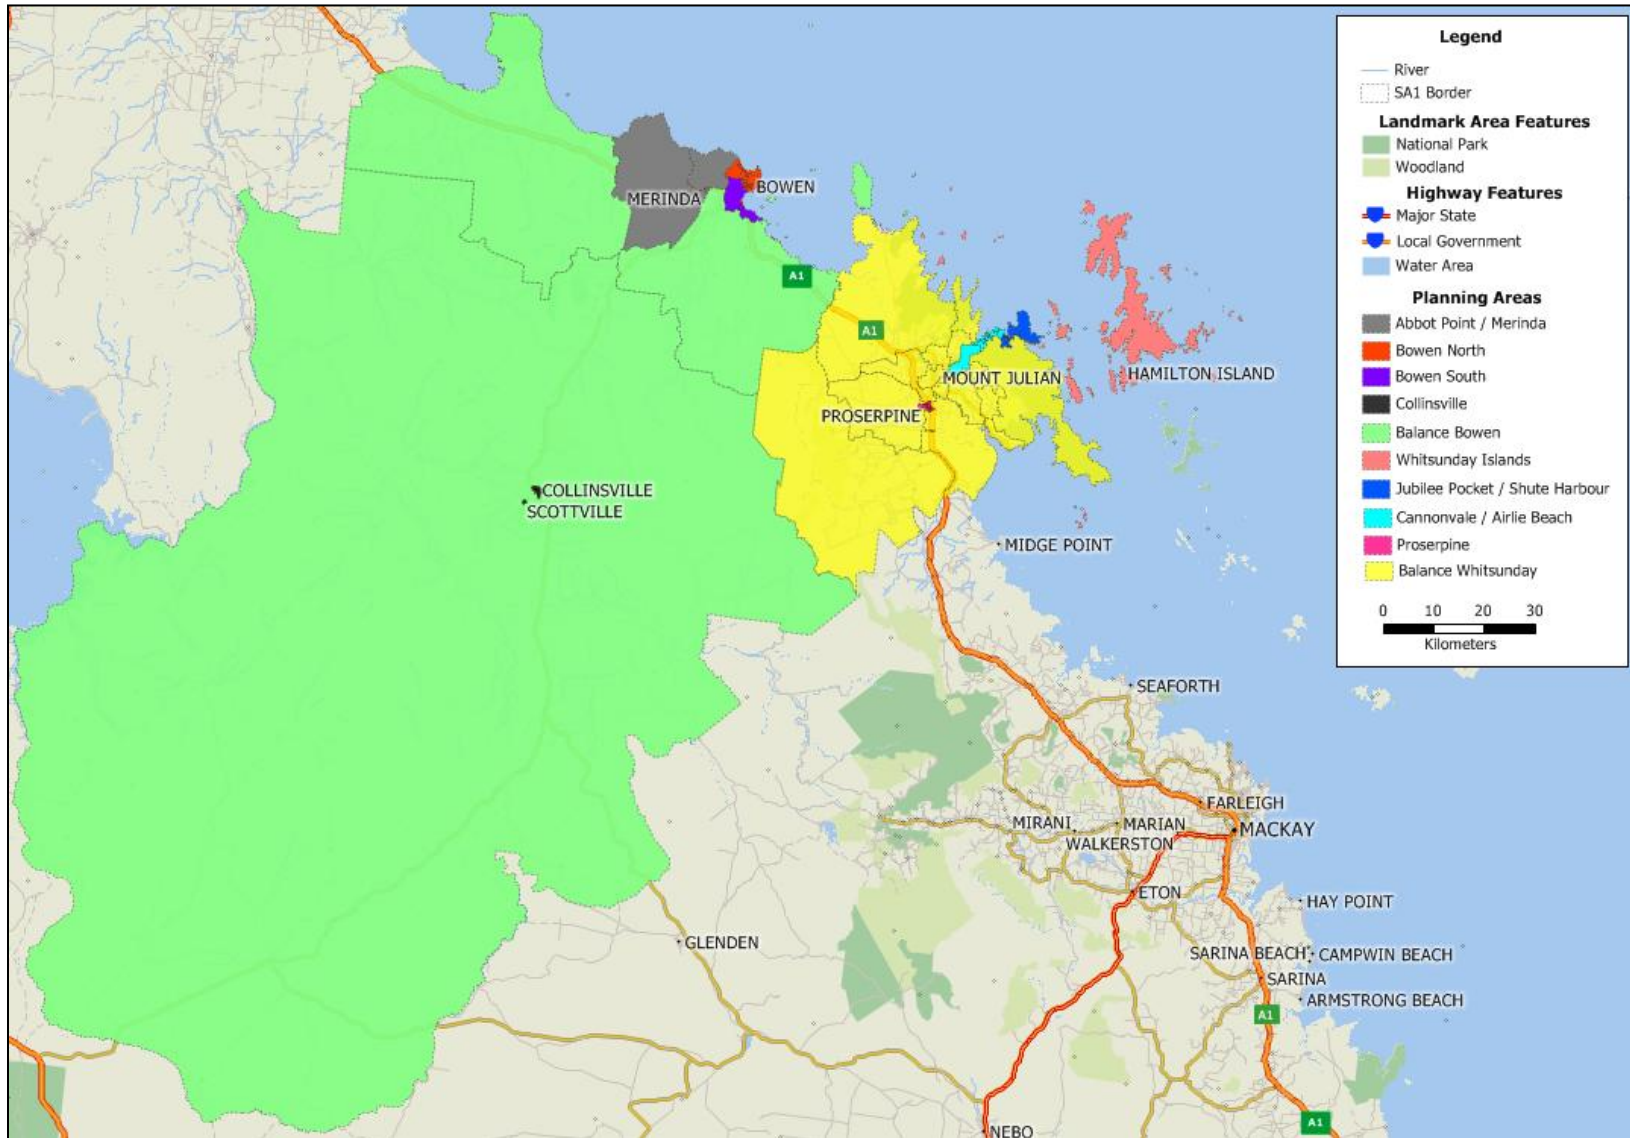 Legend
River
SA1 Border
Landmark Area Features
National Park
Woodland
Highway Features
Major State
Local Government
Water Area
Planning Areas
Abbot Point / Merinda
Bowen North
Bowen South
Collinsville
Balance Bowen
Whitsunday Islands
Jubilee Pocket / Shute Harbour
Cannonvale / Airlie Beach
Proserpine
Balance Whitsunday
0 10 20 30
Kilometers
BOWEN
MERINDA
A1
A1
HAMILTON ISLAND
MOUNT JULIAN
PROSERPINE
COLLINSVILLE
SCOTTVILLE
MIDGE POINT
SEAFORTH
FARLEIGH
MIRANI
MARIAN
MACKAY
WALKERSTON
ETON
HAY POINT
GLENDEN
SARINA BEACH
CAMPWIN BEACH
SARINA
ARMSTRONG BEACH
A1
A1
NEBO